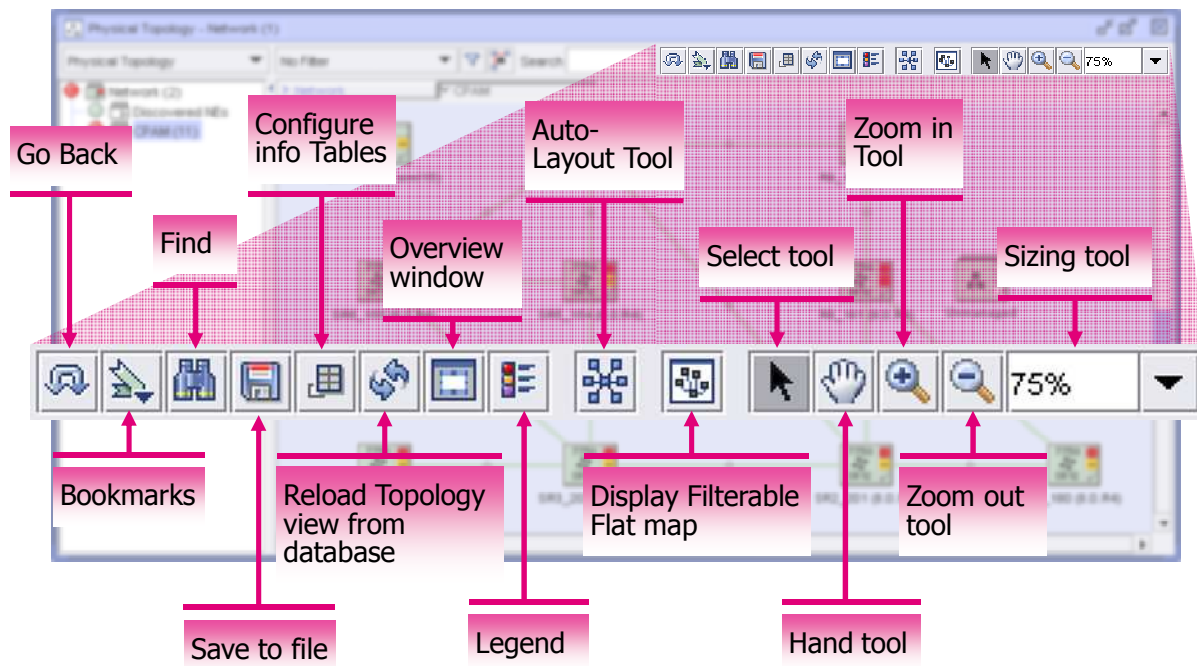 Physical Topology - Network (1)
Physical Topology
No Filter
Search
75%
Network (2)
Discovered NEs
CPAM (11)
Network
CPAM
Go Back
Configure
info Tables
Auto-
Layout Tool
Zoom in
Tool
Find
Overview
window
Select tool
Sizing tool
75%
Bookmarks
Reload Topology
view from
database
Display Filterable
Flat map
Zoom out
tool
Save to file
Legend
Hand tool